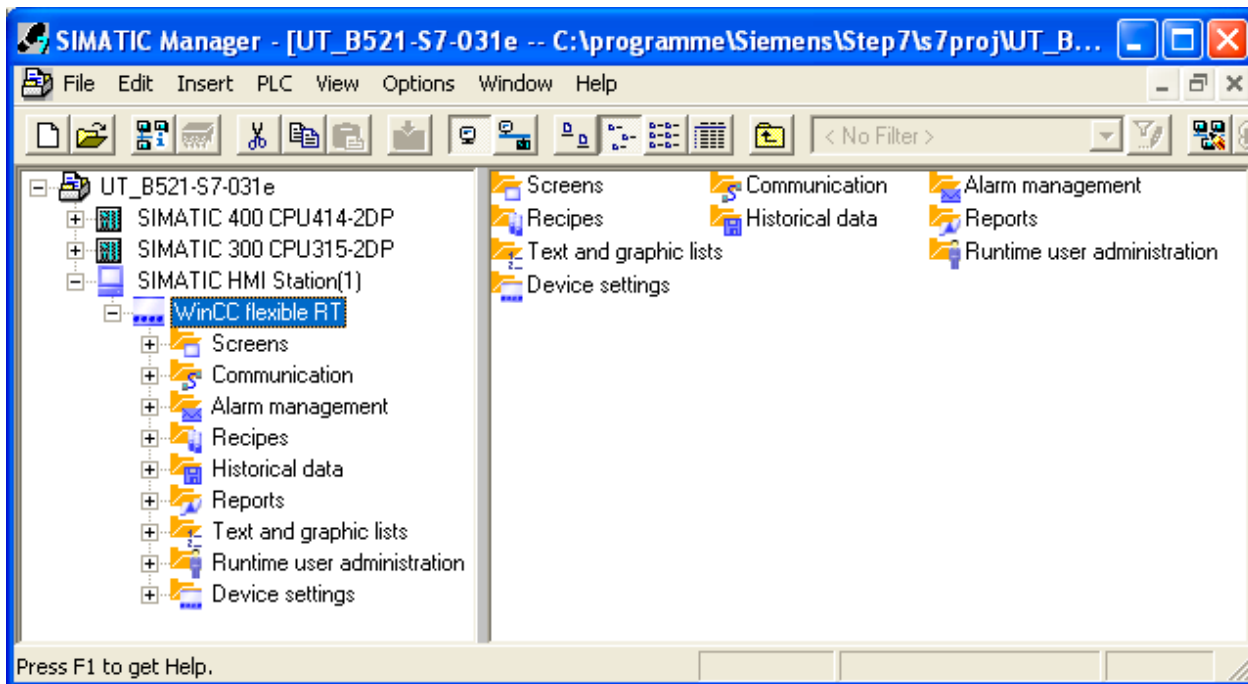 SIMATIC Manager - [UT_B521-S7-031e -- C:\programme\Siemens\Step7\s7proj\UT_B...
File Edit Insert PLC View Options Window Help
< No Filter >
UT_B521-S7-031e
SIMATIC 400 CPU414-2DP
SIMATIC 300 CPU315-2DP
SIMATIC HMI Station(1)
WinCC flexible RT
Screens
Communication
Alarm management
Recipes
Historical data
Reports
Text and graphic lists
Runtime user administration
Device settings
Screens Communication Alarm management
Recipes Historical data Reports
Text and graphic lists Runtime user administration
Device settings
Press F1 to get Help.